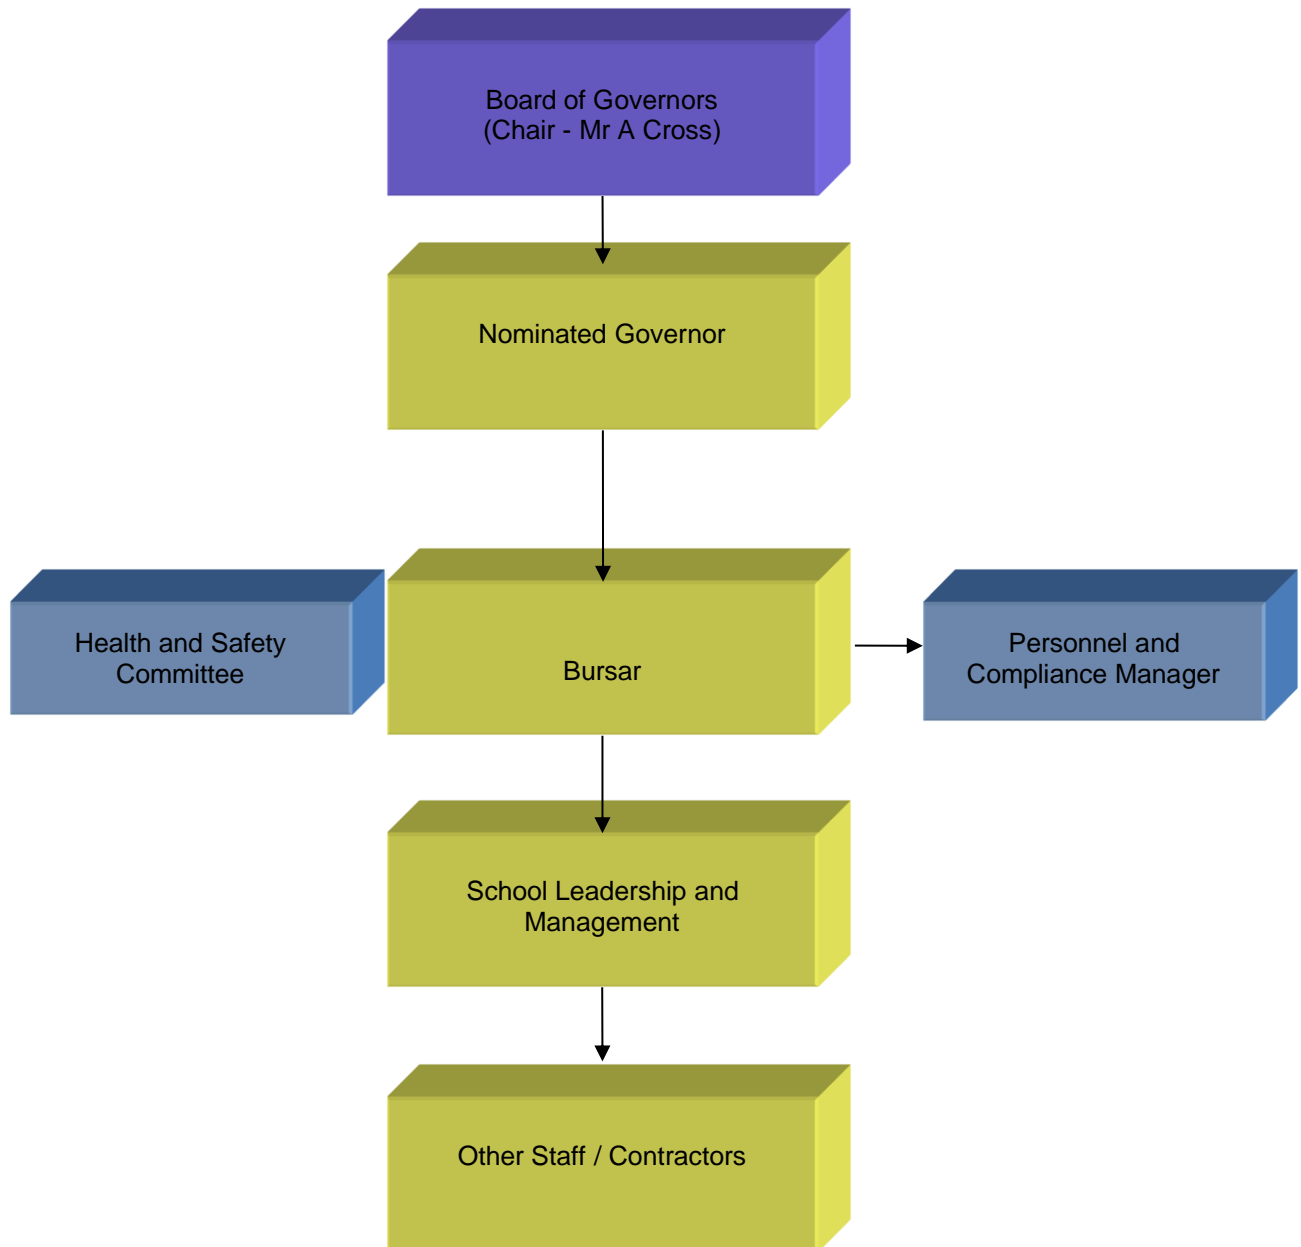 Board of Governors
(Chair - Mr A Cross)
Nominated Governor
Health and Safety
Committee
Bursar
Personnel and
Compliance Manager
School Leadership and
Management
Other Staff / Contractors